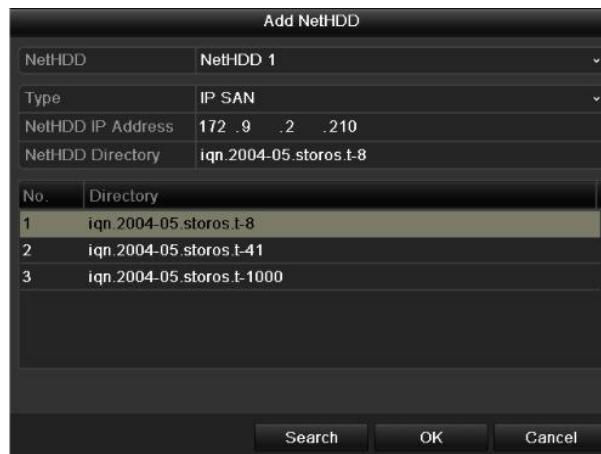 Add NetHDD
NetHDD NetHDD 1
Type IP SAN
NetHDD IP Address 172 .9 .2 .210
NetHDD Directory iqn.2004-05.storos.t-8
No. Directory
1 iqn.2004-05.storos.t-8
2 iqn.2004-05.storos.t-41
3 iqn.2004-05.storos.t-1000
Search OK Cancel